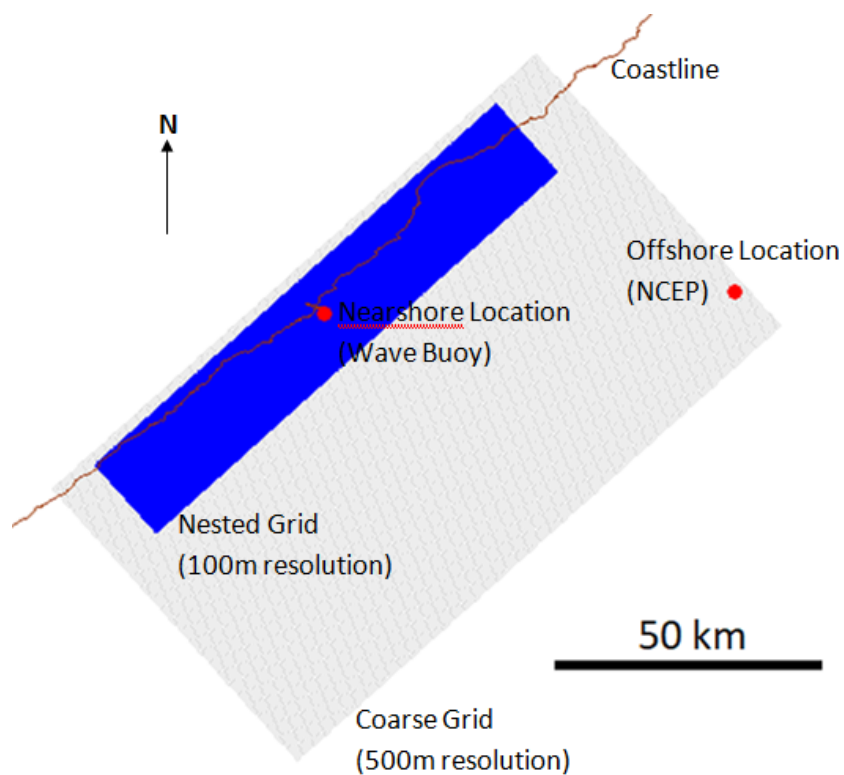 Coastline
N
Offshore Location
(NCEP)
Nearshore Location
(Wave Buoy)
Nested Grid
(100m resolution)
50 km
Coarse Grid
(500m resolution)